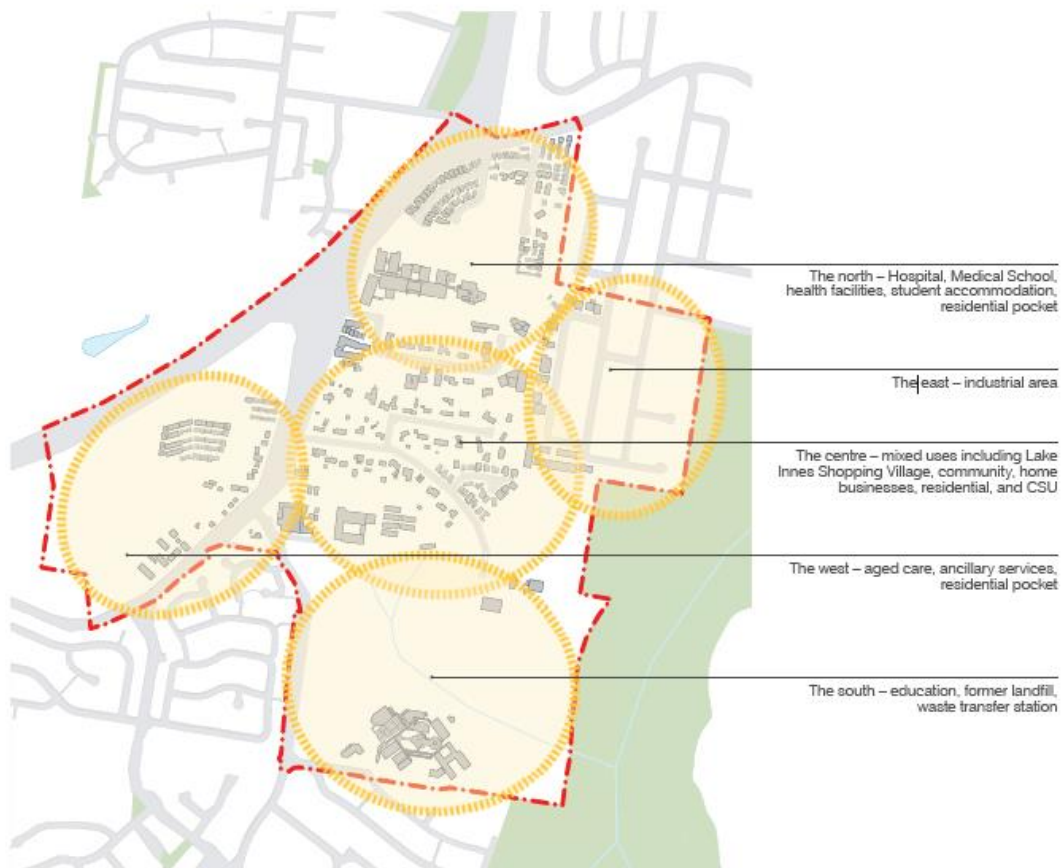 The north – Hospital, Medical School,
health facilities, student accommodation,
residential pocket
The east – industrial area
The centre – mixed uses including Lake
Innes Shopping Village, community, home
businesses, residential, and CSU
The west – aged care, ancillary services,
residential pocket
The south – education, former landfill,
waste transfer station